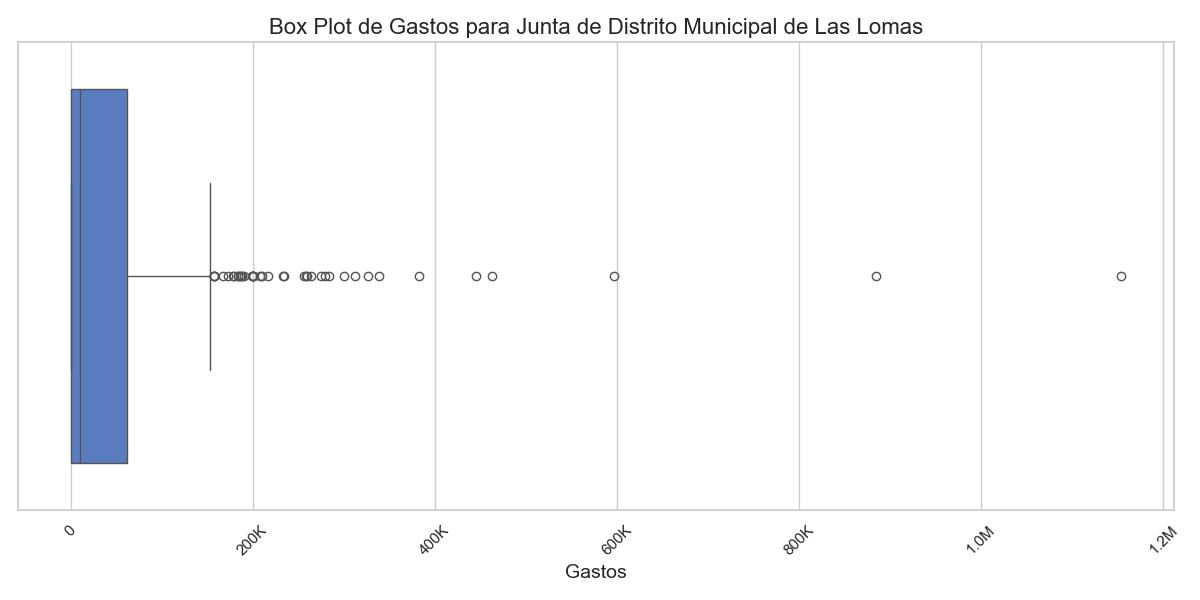 Box Plot de Gastos para Junta de Distrito Municipal de Las Lomas
0
200K
400K
600K
800K
1.0M
1.2M
Gastos